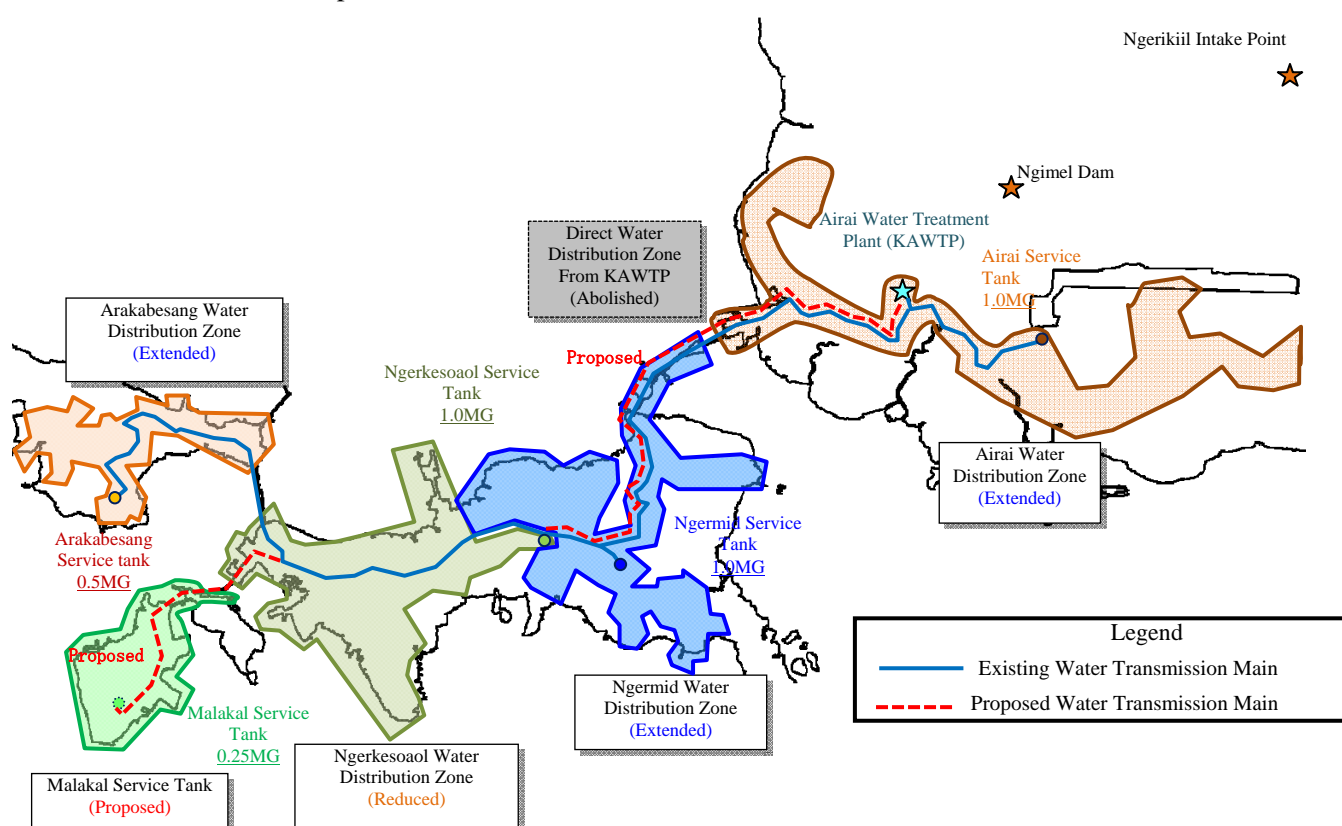 Ngerikiil Intake Point
Ngimel Dam
Airai Water Treatment
Plant (KAWTP)
Airai Service
Tank
1.0MG
Direct Water
Distribution Zone
From KAWTP
(Abolished)
Arakabesang Water
Distribution Zone
(Extended)
Proposed
Ngerkesoaol Service
Tank
1.0MG
Airai Water
Distribution Zone
(Extended)
Ngermid Service
Tank
1.0MG
Arakabesang
Service tank
0.5MG
Proposed
Malakal Service
Tank
0.25MG
Ngermid Water
Distribution Zone
(Extended)
Legend
Existing Water Transmission Main
Proposed Water Transmission Main
Ngerkesoaol Water
Distribution Zone
(Reduced)
Malakal Service Tank
(Proposed)